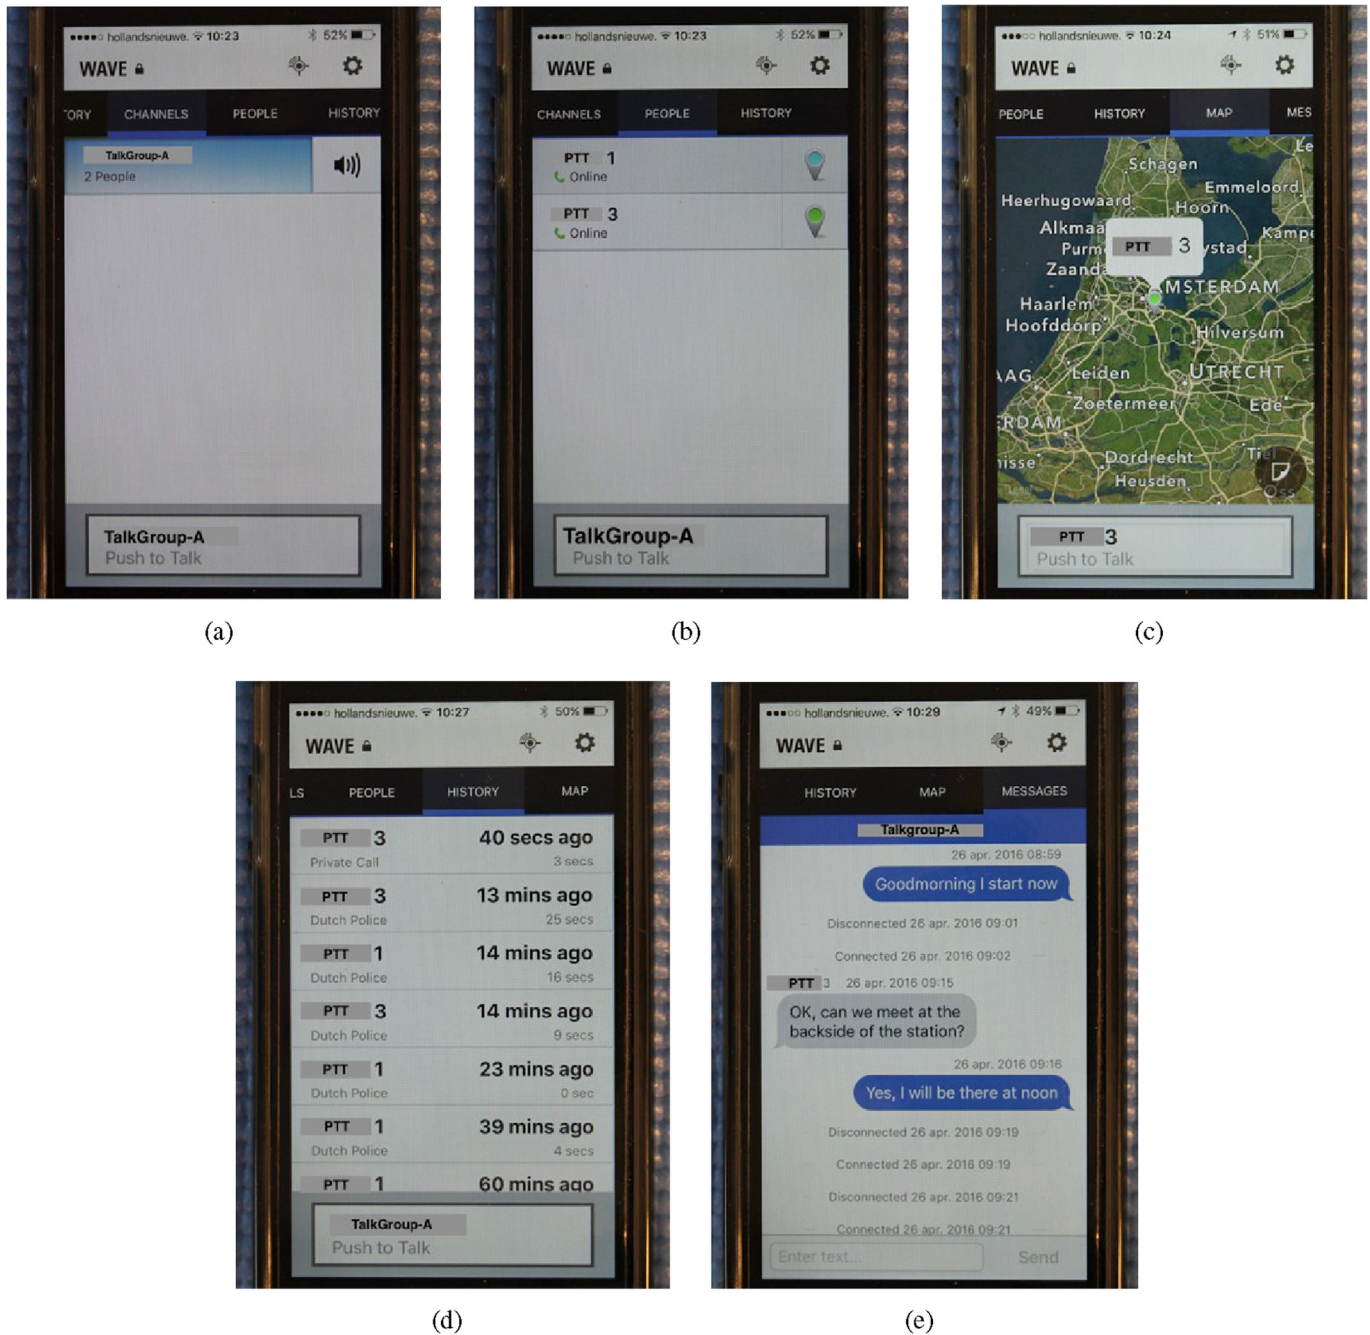 hollandsnieuwe. 10:23 52%
WAVE
TORY CHANNELS PEOPLE HISTORY
TalkGroup-A
2 People
TalkGroup-A
Push to Talk
(a)
hollandsnieuwe. 10:23 52%
WAVE
CHANNELS PEOPLE HISTORY
PTT 1
Online
PTT 3
Online
TalkGroup-A
Push to Talk
(b)
hollandsnieuwe. 10:24 51%
WAVE
PEOPLE HISTORY MAP MES
Le
Schagen
Emmeloord
Heerhugowaard
Hoorn
Alkmaa
Kampe
Purm
PTT 3
ystad
Zaand
AMSTERDAM
Haarlem
Hoofddorp
Hilversum
AAG
Leiden
UTRECHT
Zoetermeer
Ede
ERDAM
nisse
Dordrecht
Tiel
Heusden
Legal
Oss
PTT 3
Push to Talk
(c)
hollandsnieuwe. 10:27 50%
WAVE
LS PEOPLE HISTORY MAP
PTT 3 40 secs ago
Private Call 3 secs
PTT 3 13 mins ago
Dutch Police 25 secs
PTT 1 14 mins ago
Dutch Police 16 secs
PTT 3 14 mins ago
Dutch Police 9 secs
PTT 1 23 mins ago
Dutch Police 0 sec
PTT 1 39 mins ago
Dutch Police 4 secs
PTT 1 60 mins ago
TalkGroup-A
Push to Talk
(d)
hollandsnieuwe. 10:29 49%
WAVE
HISTORY MAP MESSAGES
Talkgroup-A
26 apr. 2016 08:59
Goodmorning I start now
Disconnected 26 apr. 2016 09:01
Connected 26 apr. 2016 09:02
PTT 3 26 apr. 2016 09:15
OK, can we meet at the
backside of the station?
26 apr. 2016 09:16
Yes, I will be there at noon
Disconnected 26 apr. 2016 09:19
Connected 26 apr. 2016 09:19
Disconnected 26 apr. 2016 09:21
Connected 26 apr. 2016 09:21
Enter text... Send
(e)